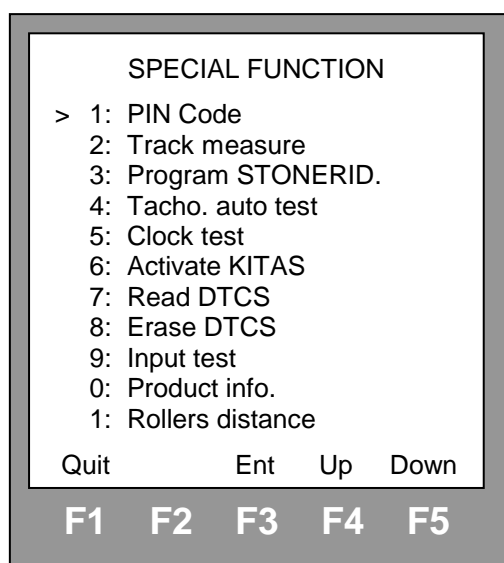 SPECIAL FUNCTION
> 1: PIN Code
2: Track measure
3: Program STONERID.
4: Tacho. auto test
5: Clock test
6: Activate KITAS
7: Read DTCS
8: Erase DTCS
9: Input test
0: Product info.
1: Rollers distance
Quit Ent Up Down
F1 F2 F3 F4 F5